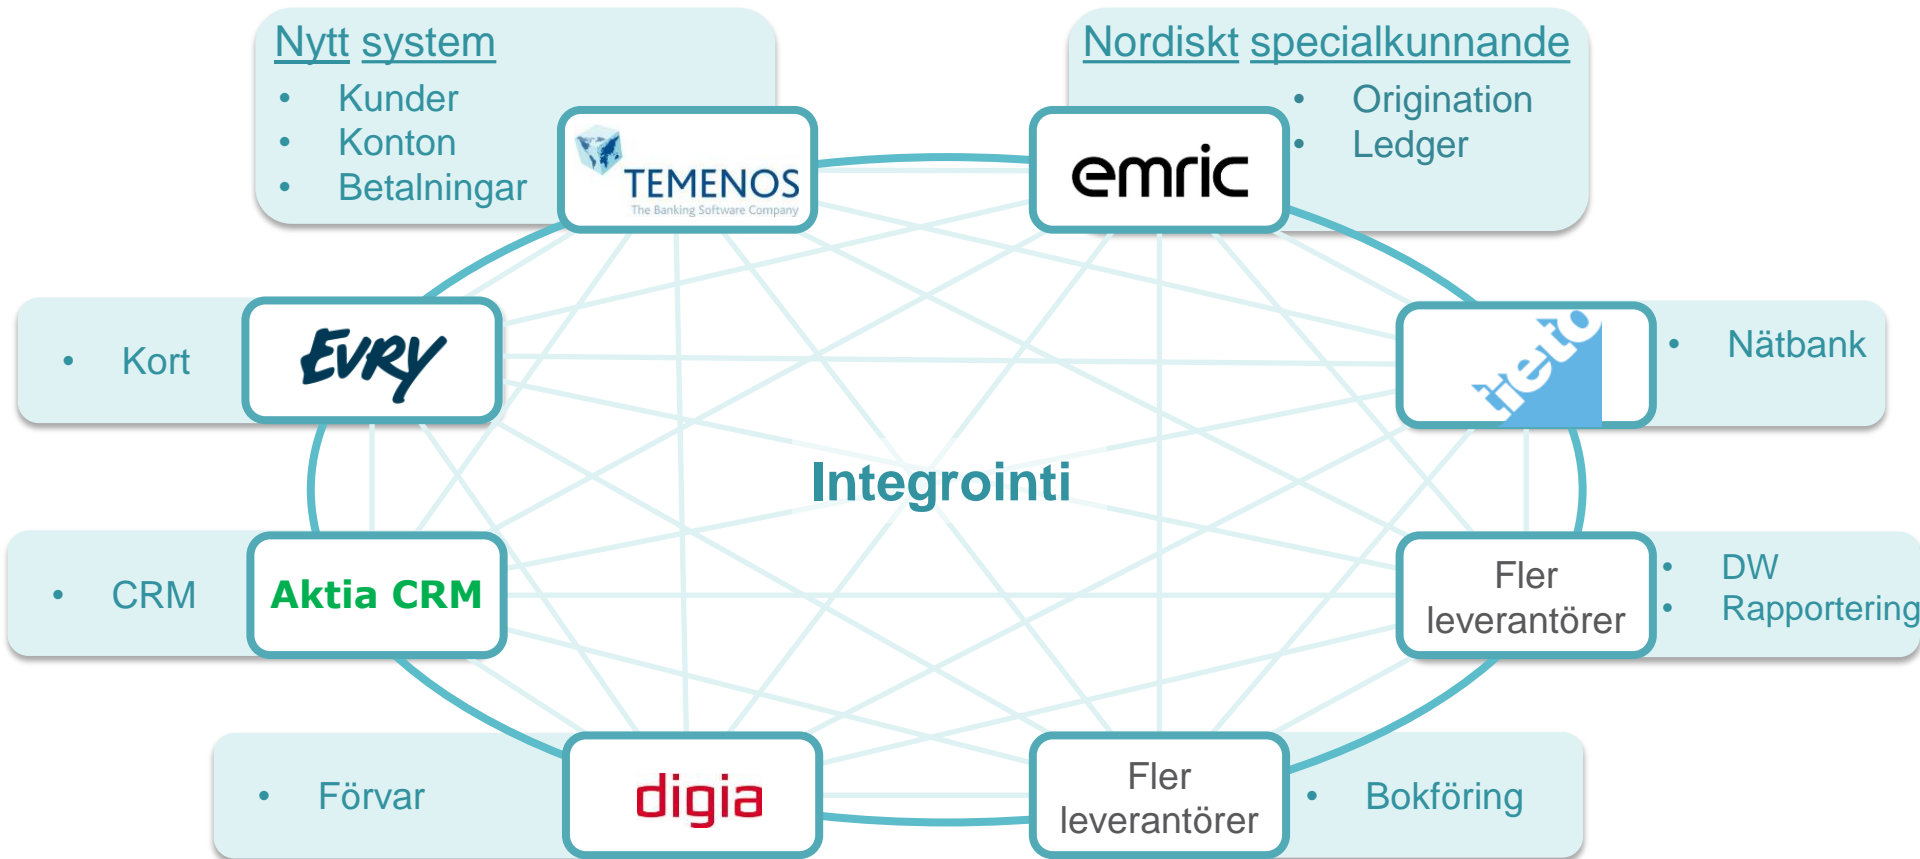 Nytt system
• Kunder
• Konton
• Betalningar
TEMENOS
The Banking Software Company
Nordiskt specialkunnande
• Origination
• Ledger
emric
• Kort
EVRY
tieto
• Nätbank
Integrointi
• CRM
Aktia CRM
Fler
leverantörer
• DW
• Rapportering
• Förvar
digia
Fler
leverantörer
• Bokföring